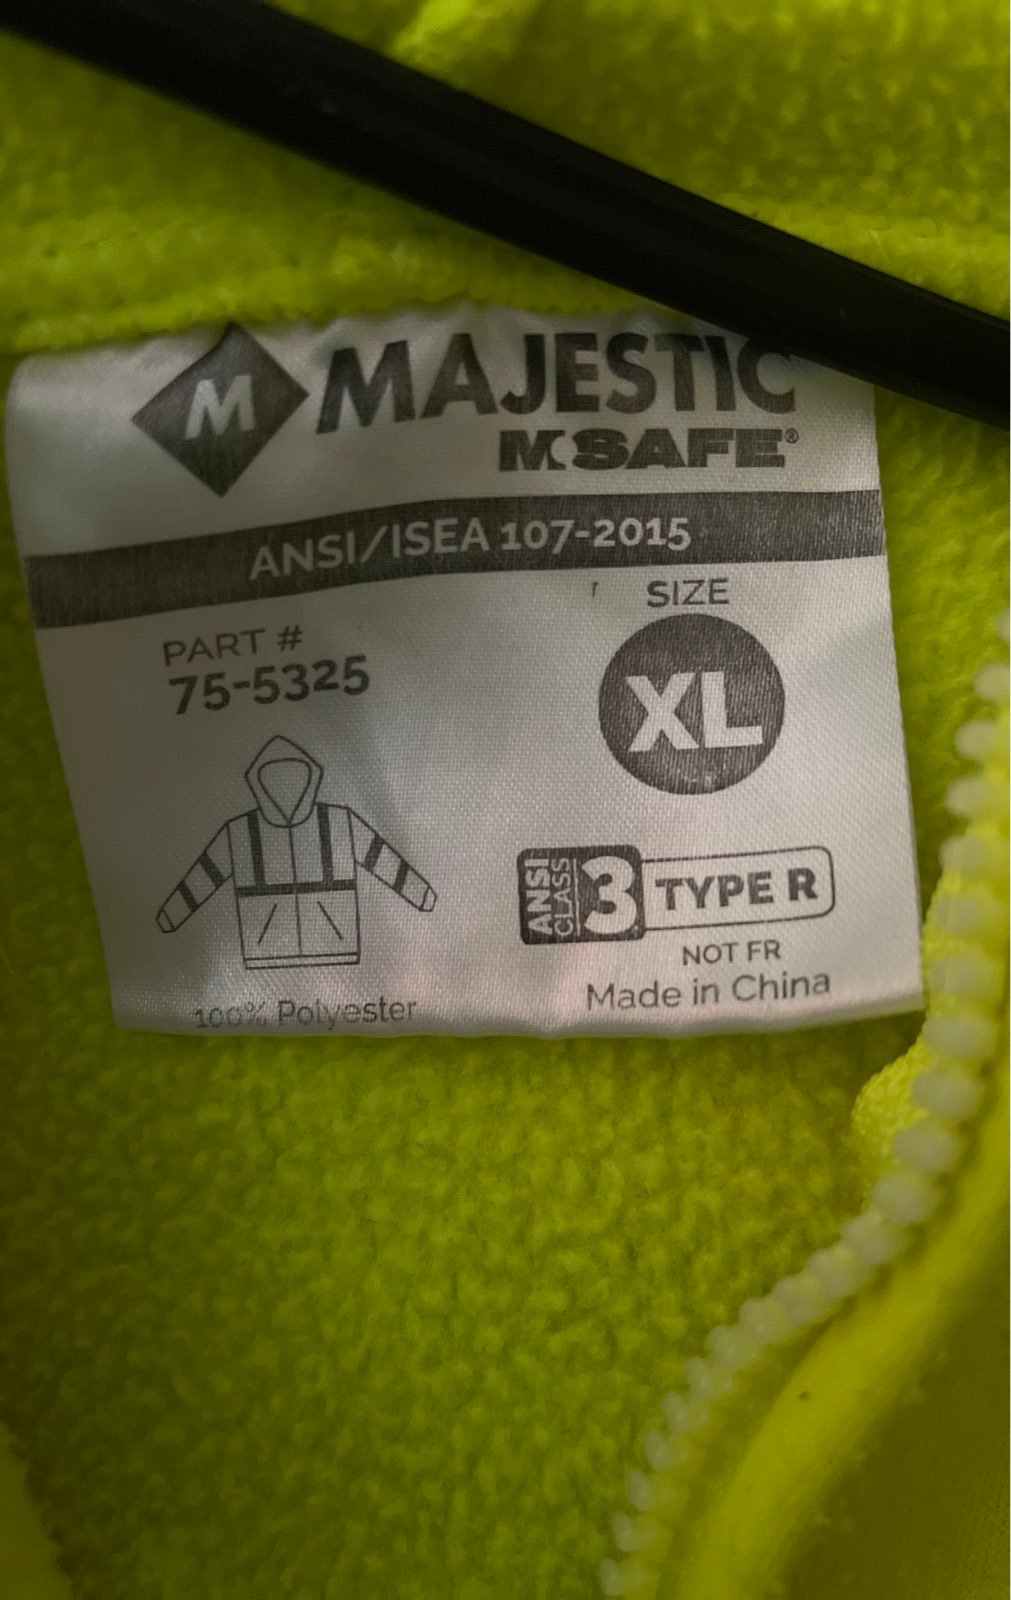 M MAJESTIC
MCSAFE®
ANSI/ISEA 107-2015
PART #
75-5325
SIZE
XL
ANSI
CLASS
3
TYPE R
NOT FR
Made in China
100% Polyester